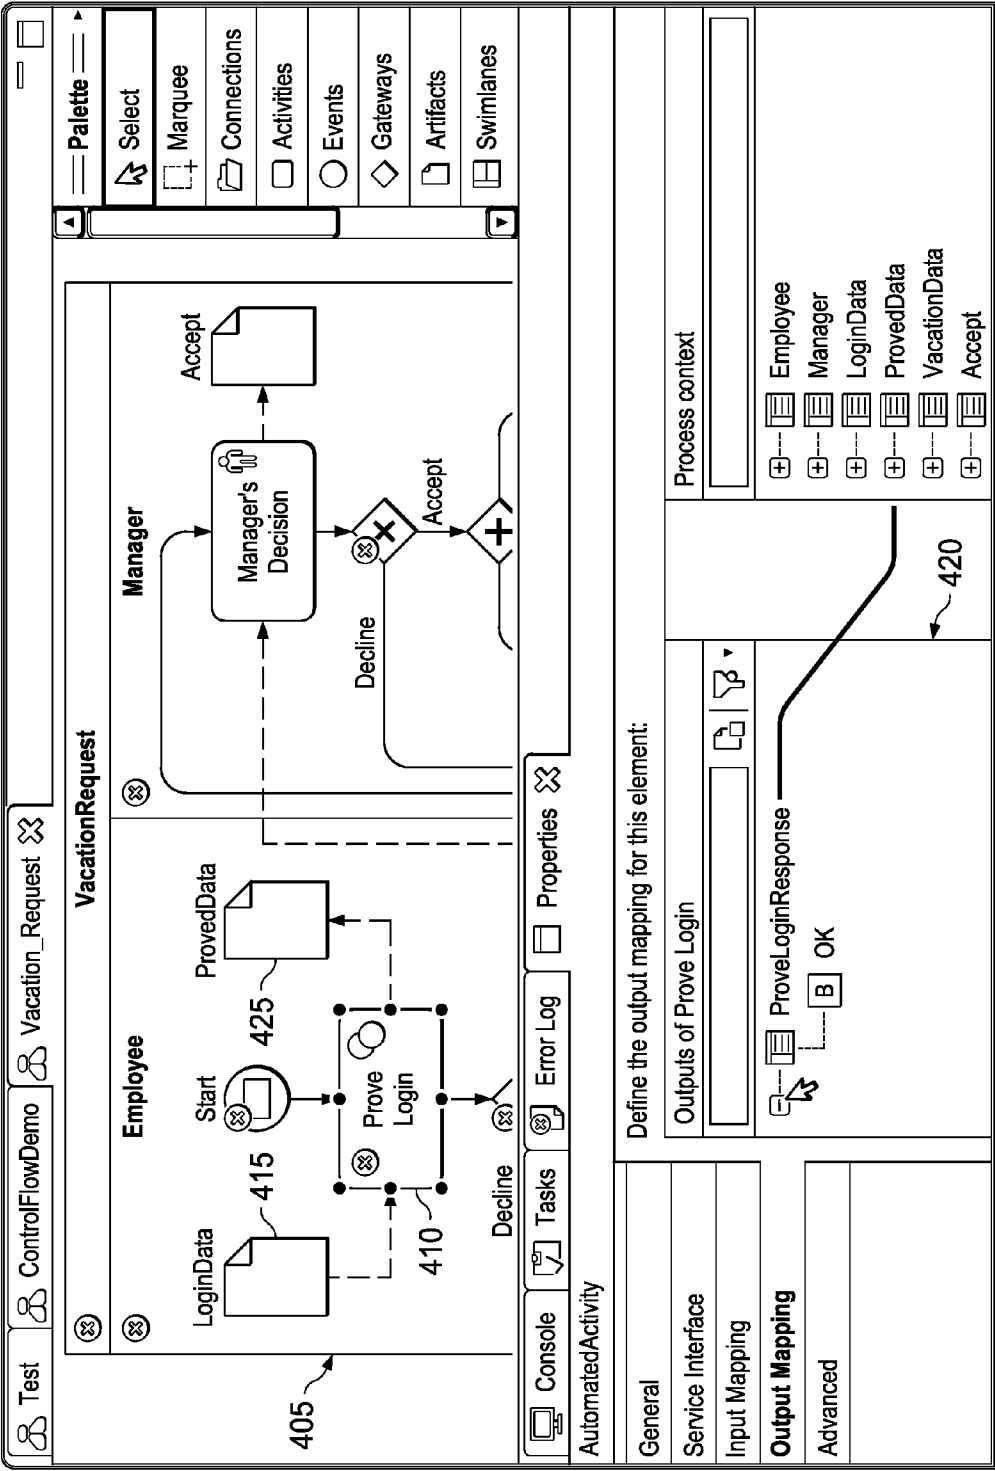 Test
ControlFlowDemo
Vacation_Request
VacationRequest
Employee
Manager
LoginData
415
Start
425
ProvedData
Accept
Prove
Login
410
Decline
Manager's
Decision
Decline
Accept
405
Palette
Select
Marquee
Connections
Activities
Events
Gateways
Artifacts
Swimlanes
Console
Tasks
Error Log
Properties
AutomatedActivity
General
Service Interface
Input Mapping
Output Mapping
Advanced
Define the output mapping for this element:
Outputs of Prove Login
ProveLoginResponse
B OK
420
Process context
Employee
Manager
LoginData
ProvedData
VacationData
Accept